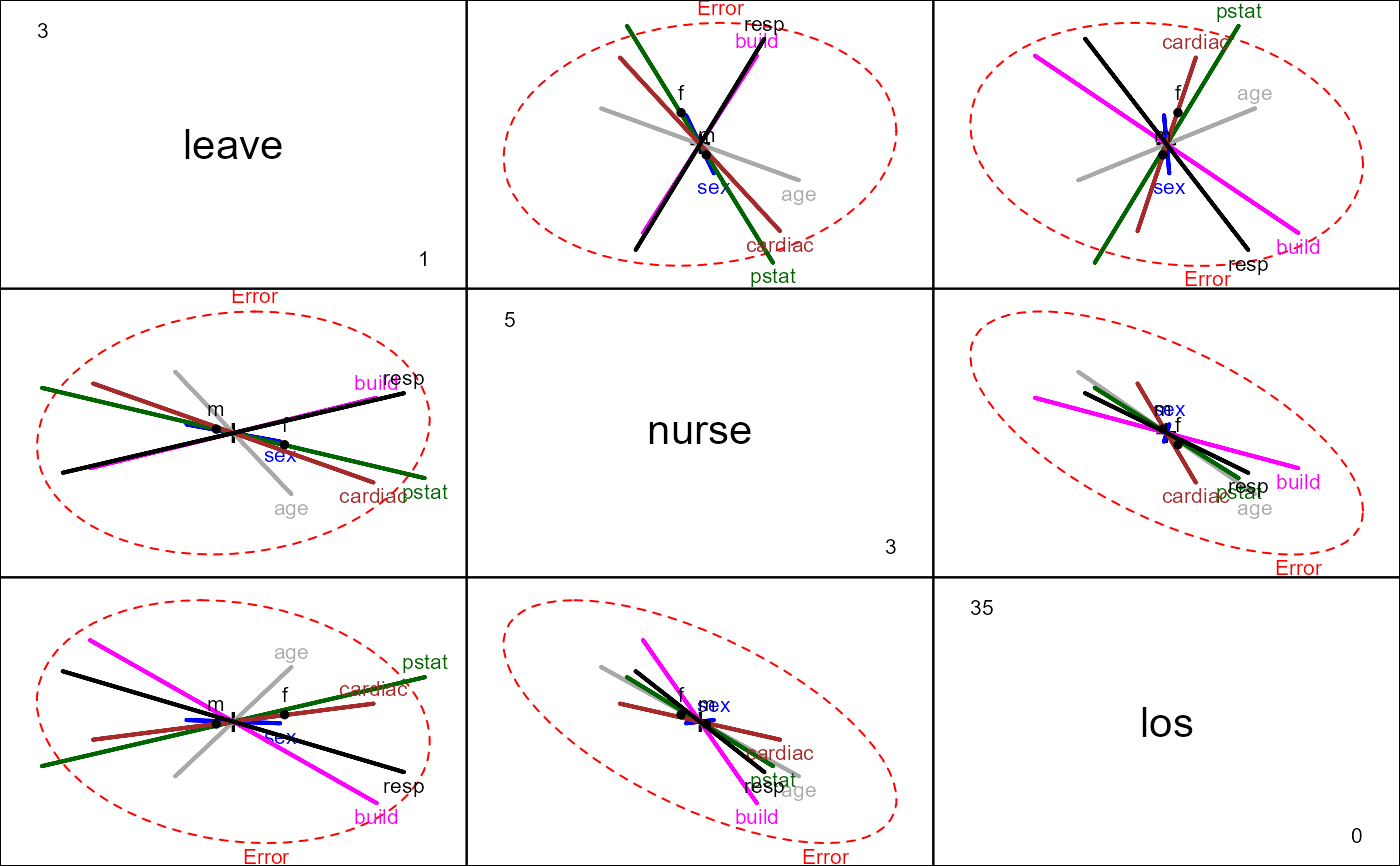 3
leave
1
Error
resp
build
f
m
sex
age
cardiac
pstat
pstat
cardiac
f
age
m
sex
build
resp
Error
Error
build
resp
m
f
sex
cardiac
pstat
age
5
nurse
3
m
sex
f
resp
build
cardiac
pstat
age
Error
age
pstat
m
f
cardiac
sex
resp
build
Error
f
m
sex
cardiac
pstat
resp
age
build
Error
35
los
0